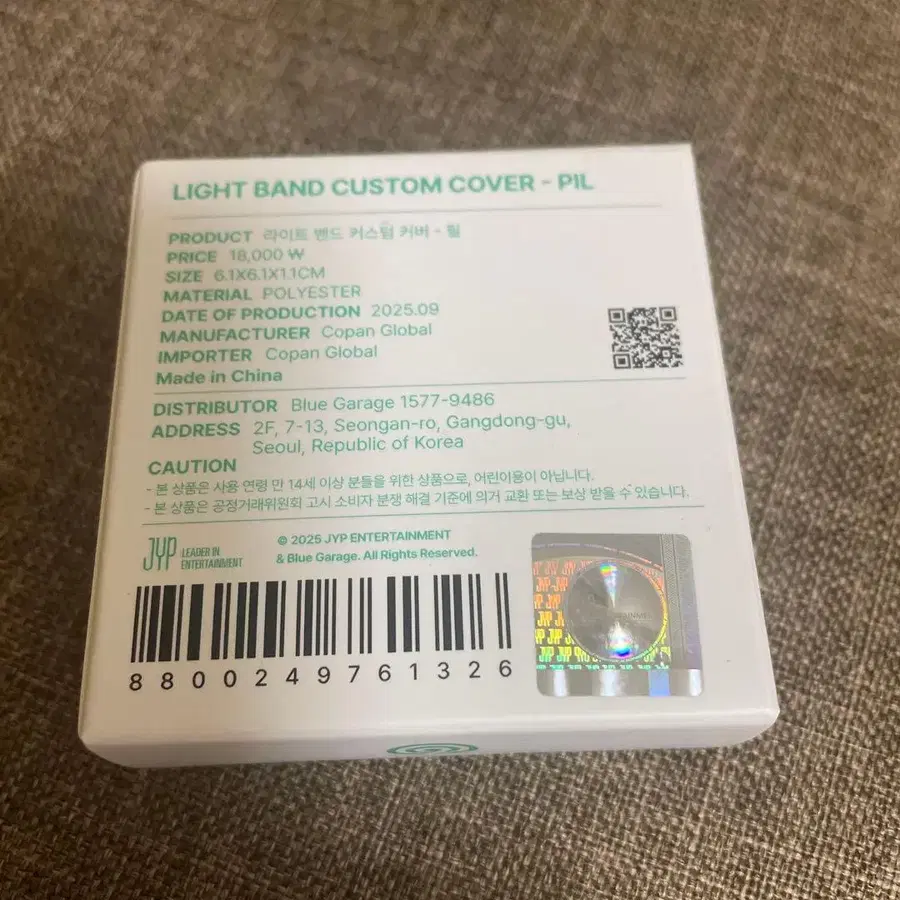 LIGHT BAND CUSTOM COVER - PIL
PRODUCT 라이트 밴드 커스텀 커버 - 필
PRICE 18,000 ₩
SIZE 6.1X6.1X1.1CM
MATERIAL POLYESTER
DATE OF PRODUCTION 2025.09
MANUFACTURER Copan Global
IMPORTER Copan Global
Made in China
DISTRIBUTOR Blue Garage 1577-9486
ADDRESS 2F, 7-13, Seongan-ro, Gangdong-gu,
Seoul, Republic of Korea
CAUTION
- 본 상품은 사용 연령 만 14세 이상 분들을 위한 상품으로, 어린이용이 아닙니다.
- 본 상품은 공정거래위원회 고시 소비자 분쟁 해결 기준에 의거 교환 또는 보상 받을 수 있습니다.
JYP LEADER IN
ENTERTAINMENT
© 2025 JYP ENTERTAINMENT
& Blue Garage. All Rights Reserved.
8800249761326